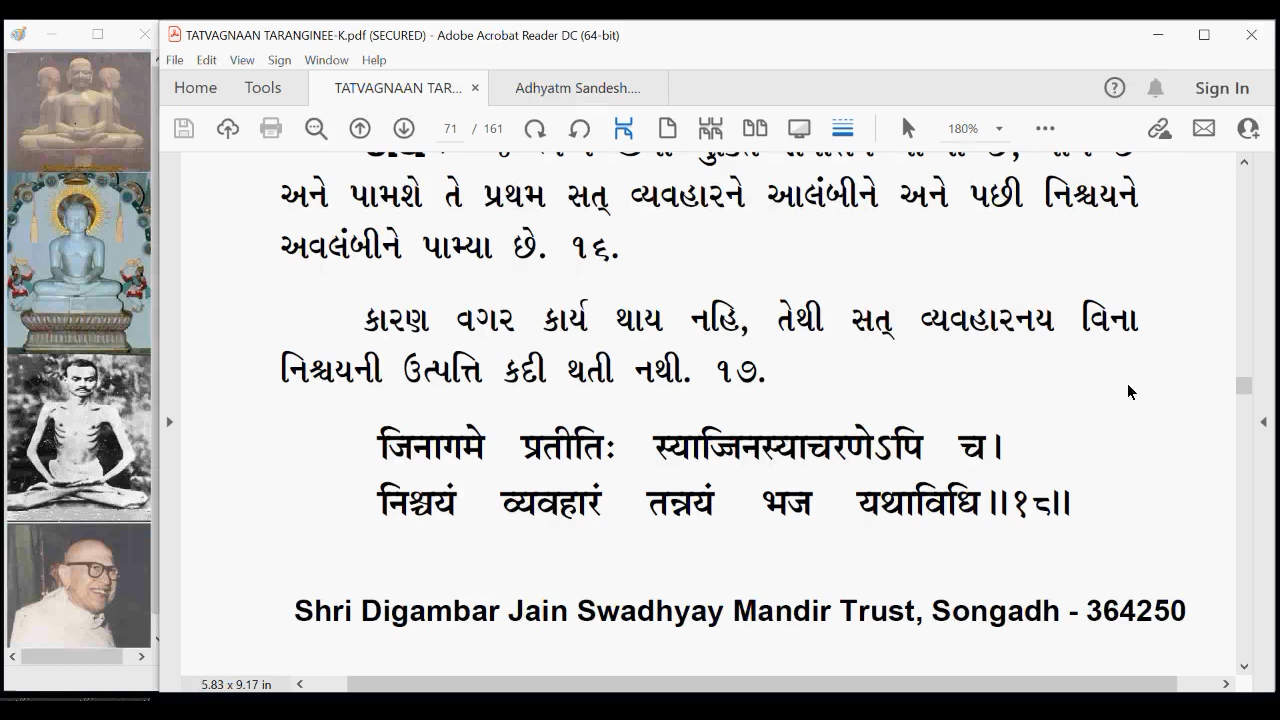 TATVAGNAAN TARANGINEE-K.pdf (SECURED) - Adobe Acrobat Reader DC (64-bit)
File Edit View Sign Window Help
Home Tools TATVAGNAAN TAR... × Adhyatm Sandesh.... Sign In
71 / 161 180%
અને પામશે તે પ્રથમ સત્ વ્યવહારને આલંબીને અને પછી નિશ્ચયને
અવલંબીને પામ્યા છે. ૧૬.
કારણ વગર કાર્ય થાય નહિ, તેથી સત્ વ્યવહારનય વિના
નિશ્ચયની ઉત્પત્તિ કદી થતી નથી. ૧૭.
जिनागमे प्रतीतिः स्याज्जिनस्याचरणेऽपि च।
निश्चयं व्यवहारं तन्नयं भज यथाविधि॥१८॥
Shri Digambar Jain Swadhyay Mandir Trust, Songadh - 364250
5.83 x 9.17 in